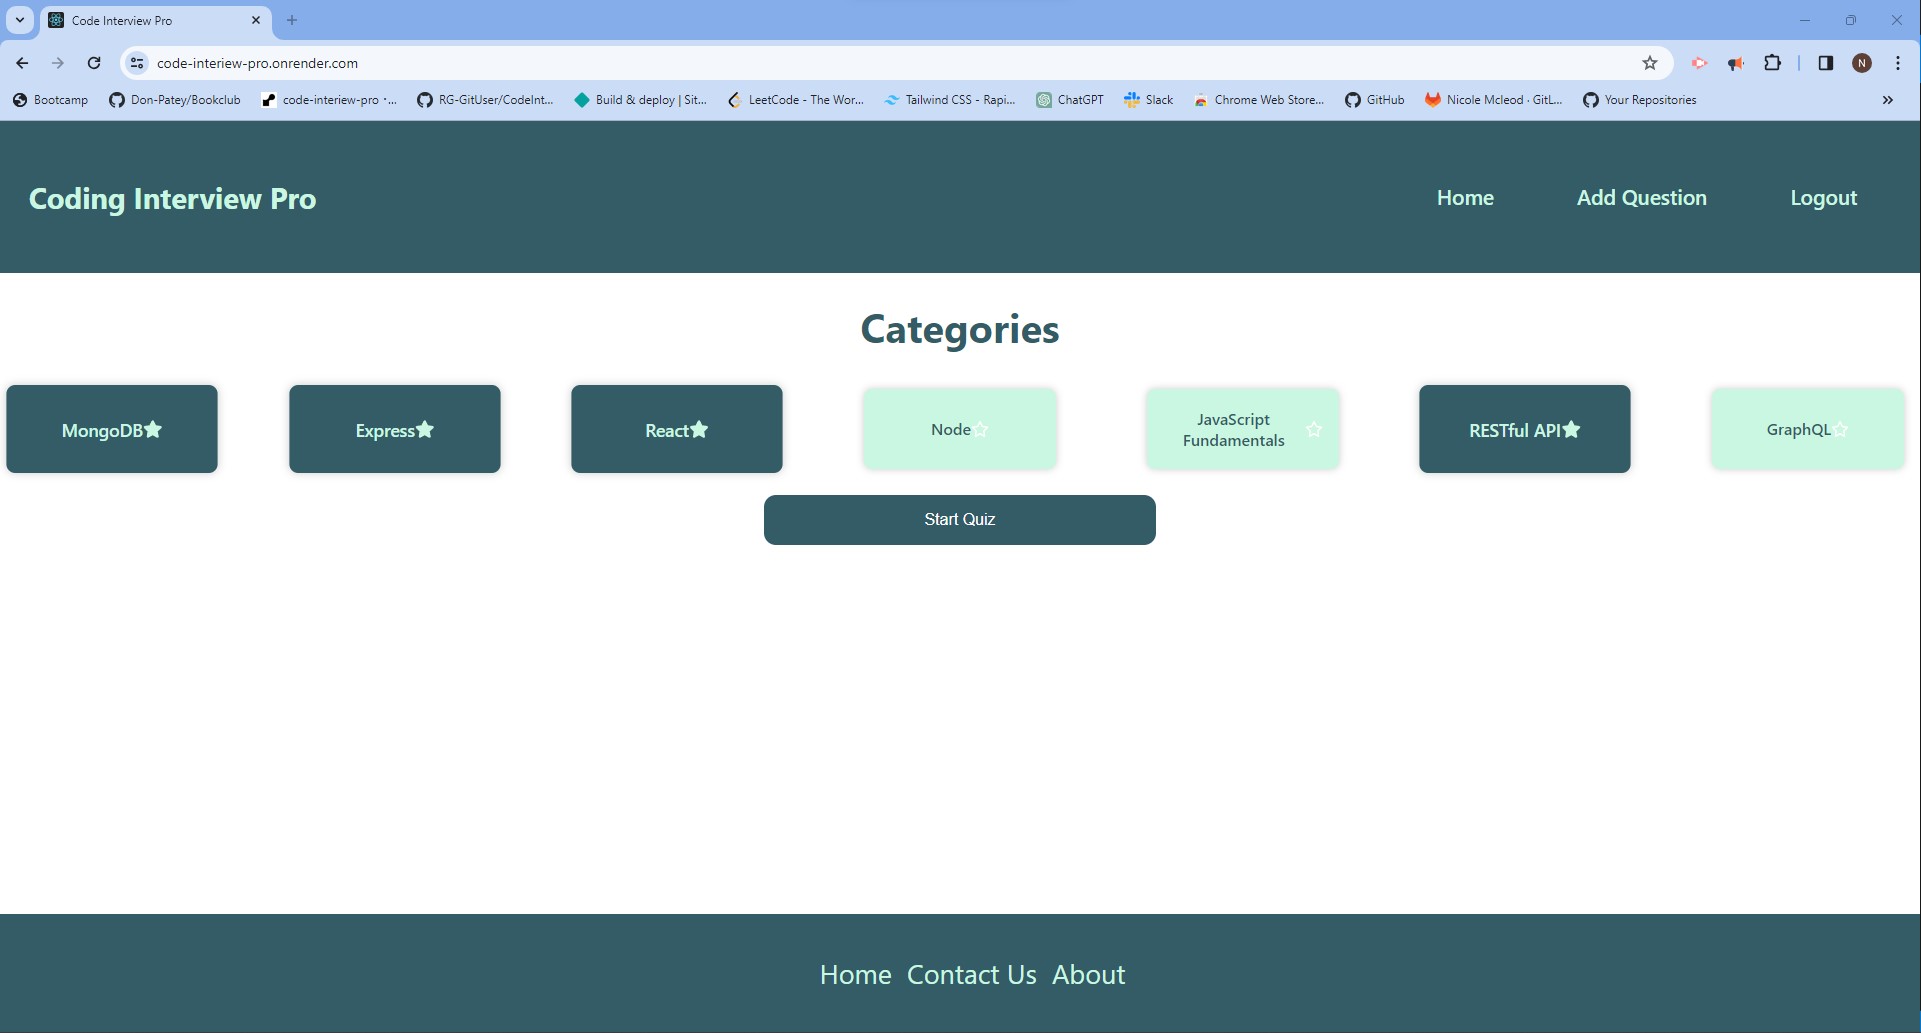 Code Interview Pro
code-interiew-pro.onrender.com
N
Bootcamp
Don-Patey/Bookclub
code-interiew-pro · ...
RG-GitUser/CodeInt...
Build & deploy | Sit...
LeetCode - The Wor...
Tailwind CSS - Rapi...
ChatGPT
Slack
Chrome Web Store...
GitHub
Nicole Mcleod · GitL...
Your Repositories
Coding Interview Pro
Home
Add Question
Logout
Categories
MongoDB
Express
React
Node
JavaScript
Fundamentals
RESTful API
GraphQL
Start Quiz
Home Contact Us About